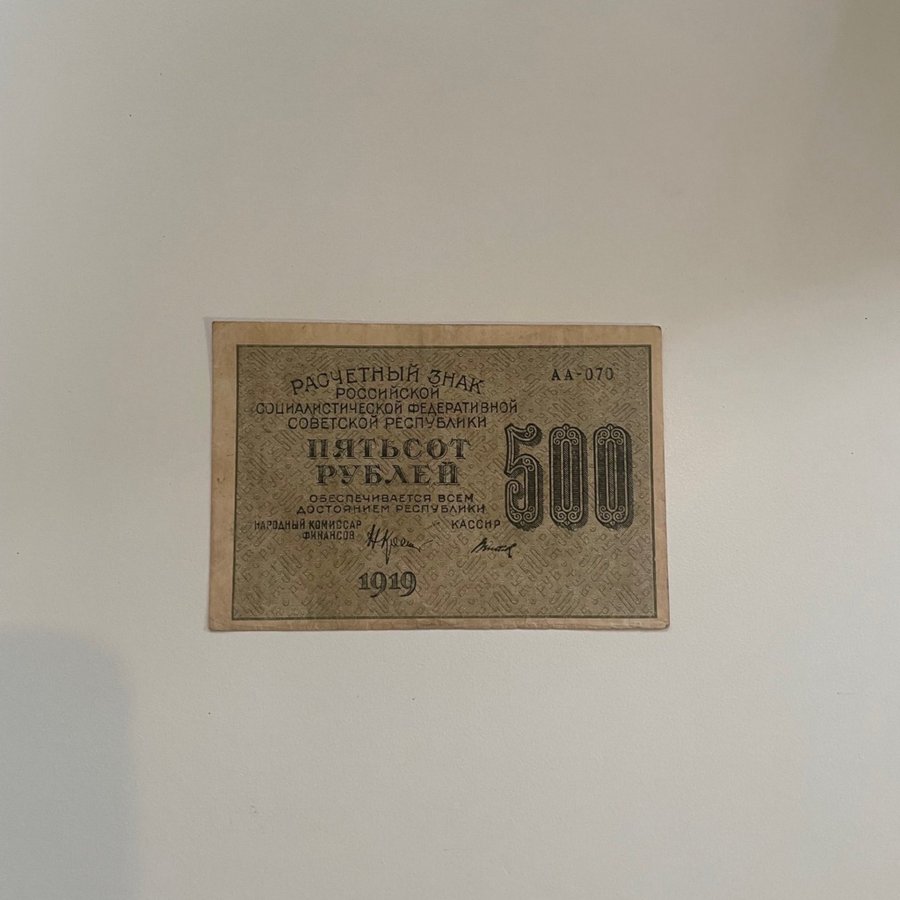 РАСЧЕТНЫЙ ЗНАК
АА-070
РОССИЙСКОЙ
СОЦИАЛИСТИЧЕСКОЙ ФЕДЕРАТИВНОЙ
СОВЕТСКОЙ РЕСПУБЛИКИ
ПЯТЬСОТ
РУБЛЕЙ
500
ОБЕСПЕЧИВАЕТСЯ ВСЕМ
ДОСТОЯНИЕМ РЕСПУБЛИКИ
НАРОДНЫЙ КОМИССАР
ФИНАНСОВ
КАССИР
1919